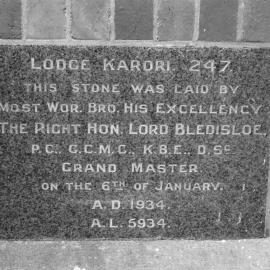 LODGE KARORI. 247.
THIS STONE WAS LAID BY
MOST WOR. BRO. HIS EXCELLENCY
THE RIGHT HON. LORD BLEDISLOE,
P.C., G.C.M.G., K.B.E., D.Sc
GRAND MASTER
ON THE 6TH OF JANUARY.
A.D. 1934.
A.L. 5934.